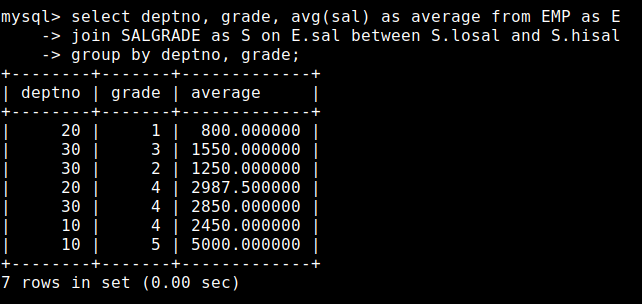 mysql> select deptno, grade, avg(sal) as average from EMP as E
    -> join SALGRADE as S on E.sal between S.losal and S.hisal
    -> group by deptno, grade;
+--------+-------+-------------+
| deptno | grade | average     |
+--------+-------+-------------+
|     20 |     1 |  800.000000 |
|     30 |     3 | 1550.000000 |
|     30 |     2 | 1250.000000 |
|     20 |     4 | 2987.500000 |
|     30 |     4 | 2850.000000 |
|     10 |     4 | 2450.000000 |
|     10 |     5 | 5000.000000 |
+--------+-------+-------------+
7 rows in set (0.00 sec)